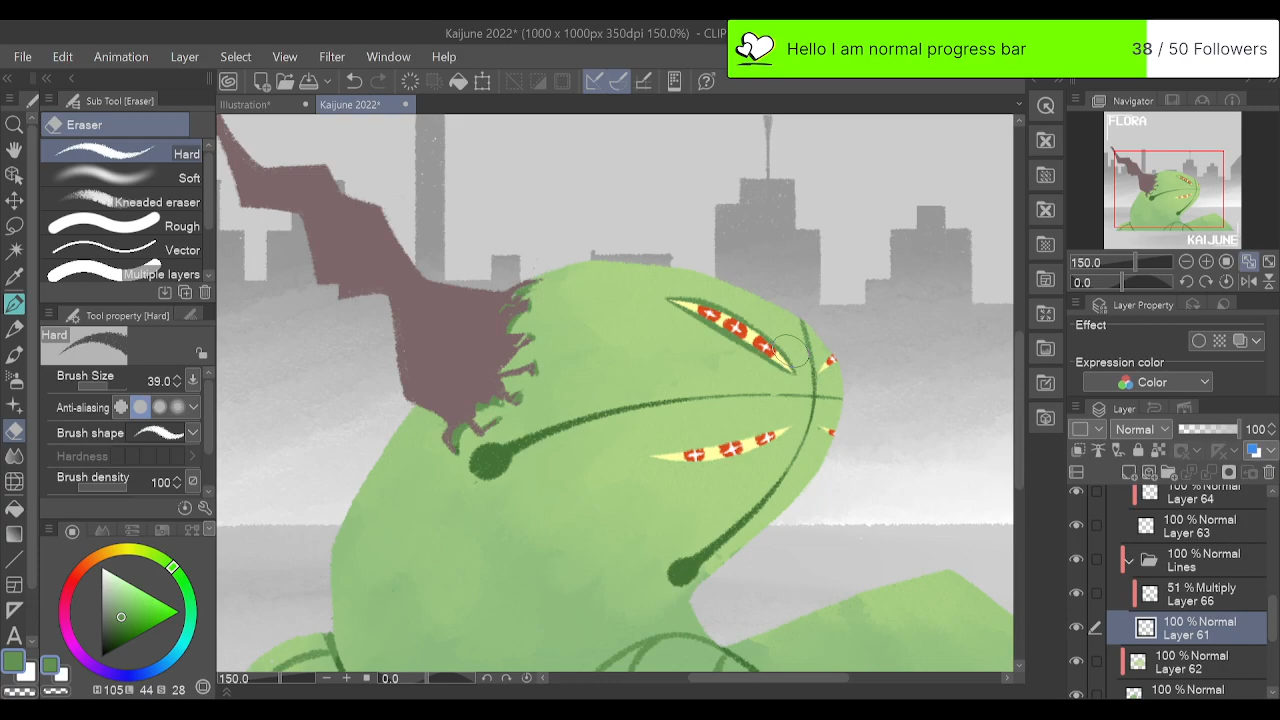 Kaijune 2022* (1000 x 1000px 350dpi 150.0%) - CLIP
Hello I am normal progress bar 38 / 50 Followers
File Edit Animation Layer Select View Filter Window Help
Sub Tool [Eraser]
Illustration* Kaijune 2022*
Navigator
Eraser
Hard
Soft
Kneaded eraser
Rough
Vector
Multiple layers
FLORA
KAIJUNE
150.0
0.0
Tool property [Hard]
Hard
Layer Property
Effect
Expression color
Color
Brush Size 39.0
Anti-aliasing
Brush shape
Hardness
Brush density 100
Layer
Normal 100
Layer 64
100 % Normal
Layer 63
100 % Normal
Lines
51 % Multiply
Layer 66
100 % Normal
Layer 61
100 % Normal
Layer 62
100 % Normal
A
H 105 L 44 S 28
150.0 0.0